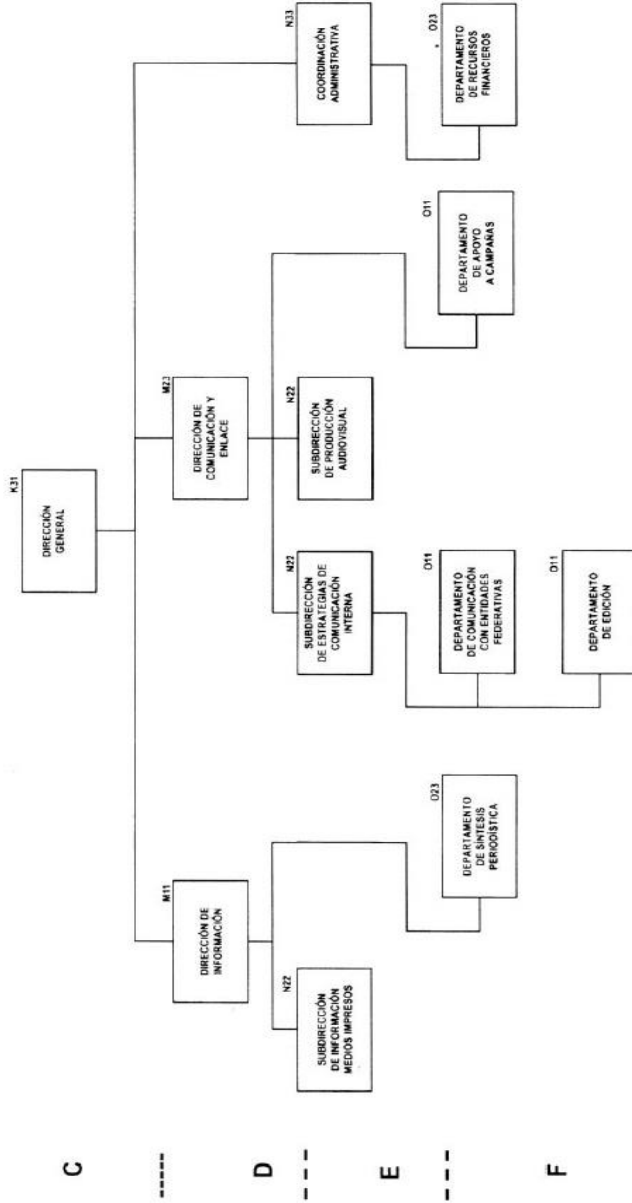 C
K31
DIRECCIÓN
GENERAL
D
M11
DIRECCIÓN DE
INFORMACIÓN
M23
DIRECCIÓN DE
COMUNICACIÓN Y
ENLACE
E
N22
SUBDIRECCIÓN
DE INFORMACIÓN
MEDIOS IMPRESOS
N22
SUBDIRECCIÓN
DE ESTRATEGIAS DE
COMUNICACIÓN
INTERNA
N22
SUBDIRECCIÓN
DE PRODUCCIÓN
AUDIOVISUAL
N33
COORDINACIÓN
ADMINISTRATIVA
F
O23
DEPARTAMENTO
DE SÍNTESIS
PERIODÍSTICA
O11
DEPARTAMENTO
DE COMUNICACIÓN
CON ENTIDADES
FEDERATIVAS
O11
DEPARTAMENTO
DE APOYO
A CAMPAÑAS
O23
DEPARTAMENTO
DE RECURSOS
FINANCIEROS
O11
DEPARTAMENTO
DE EDICIÓN